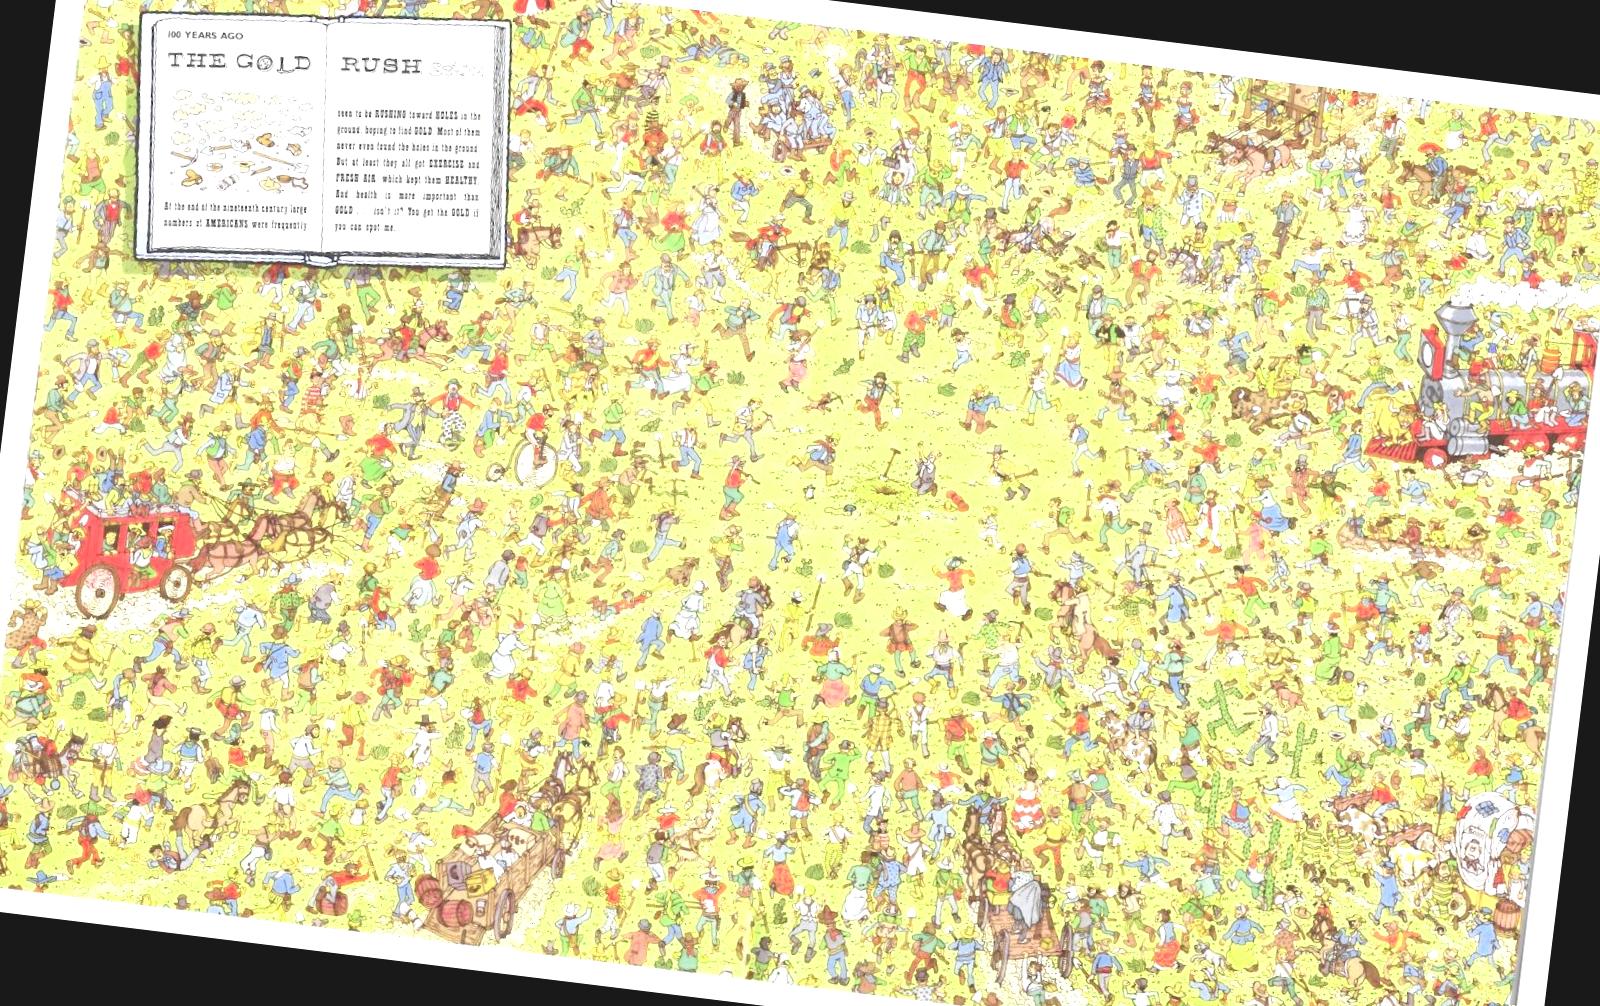 100 YEARS AGO
THE GOLD RUSH
At the end of the nineteenth century large
numbers of AMERICANS were frequently
seen to be RUSHING toward HOLES in the
ground, hoping to find GOLD. Most of them
never even found the holes in the ground.
But at least they all got EXERCISE and
FRESH AIR, which kept them HEALTHY.
And health is more important than
GOLD . isn't it? You get the GOLD if
you can spot me.